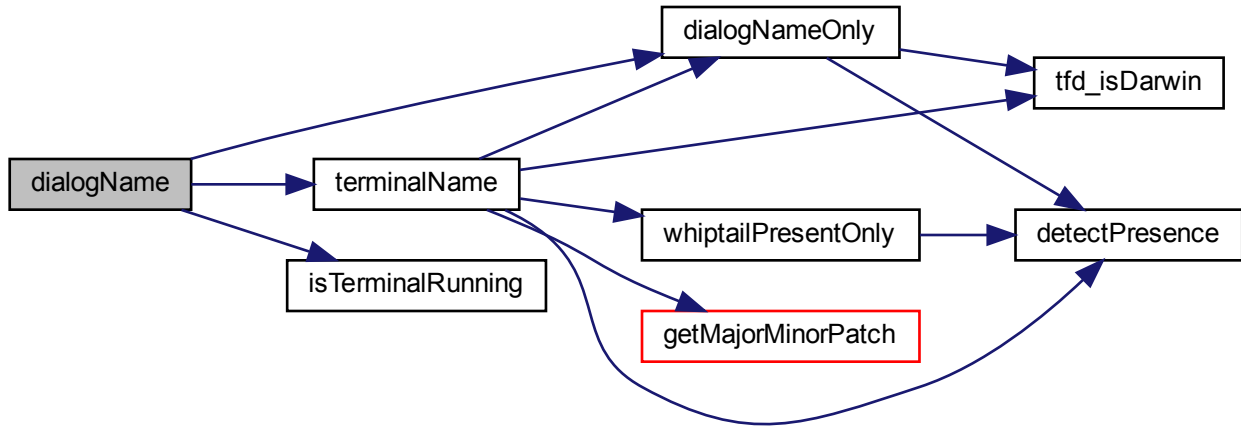 dialogNameOnly
tfd_isDarwin
dialogName
terminalName
whiptailPresentOnly
detectPresence
isTerminalRunning
getMajorMinorPatch